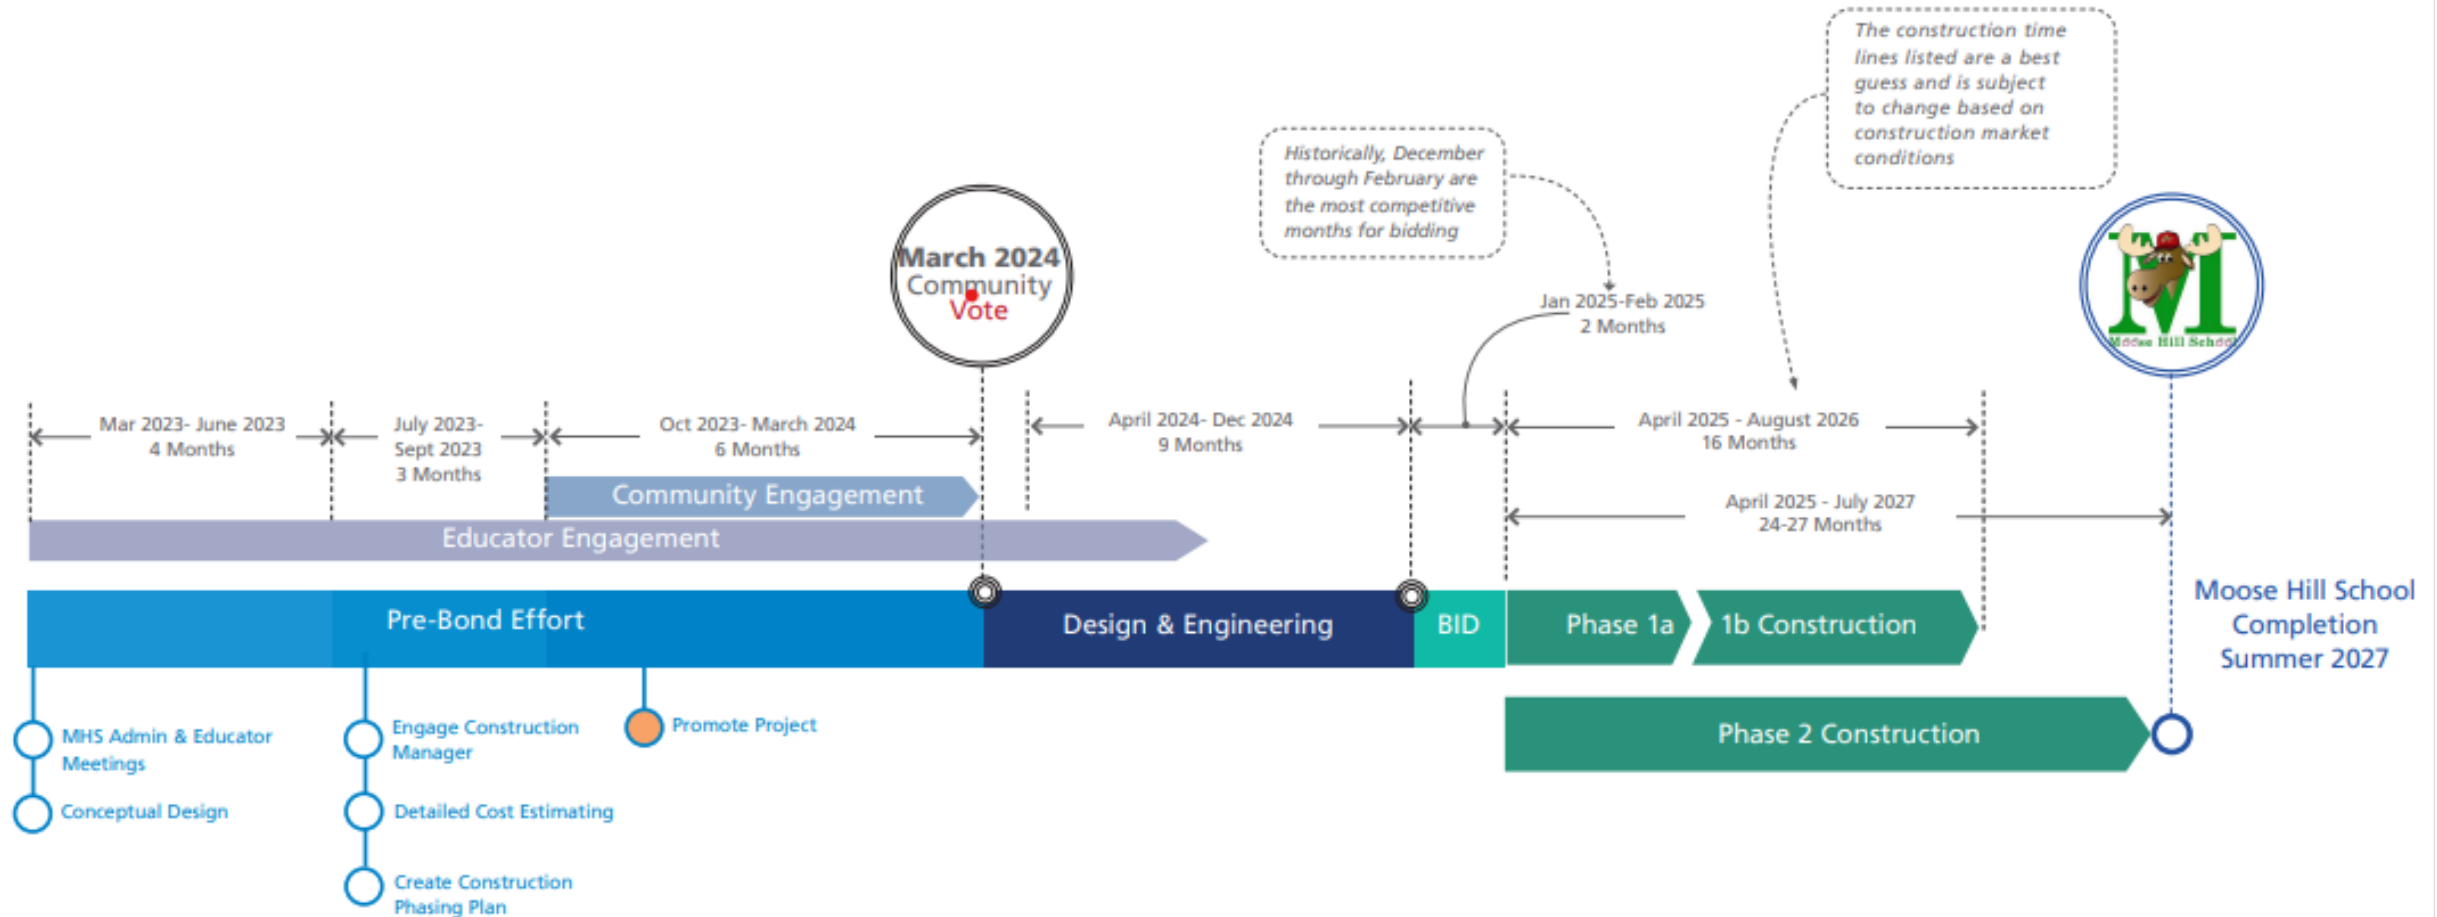 The construction time
lines listed are a best
guess and is subject
to change based on
construction market
conditions
Historically, December
through February are
the most competitive
months for bidding
March 2024
Community
Vote
Jan 2025-Feb 2025
2 Months
Moose Hill School
Mar 2023- June 2023
4 Months
July 2023-
Sept 2023
3 Months
Oct 2023- March 2024
6 Months
April 2024- Dec 2024
9 Months
April 2025 - August 2026
16 Months
April 2025 - July 2027
24-27 Months
Community Engagement
Educator Engagement
Pre-Bond Effort
Design & Engineering
BID
Phase 1a
1b Construction
Phase 2 Construction
Moose Hill School
Completion
Summer 2027
MHS Admin & Educator
Meetings
Conceptual Design
Engage Construction
Manager
Detailed Cost Estimating
Create Construction
Phasing Plan
Promote Project